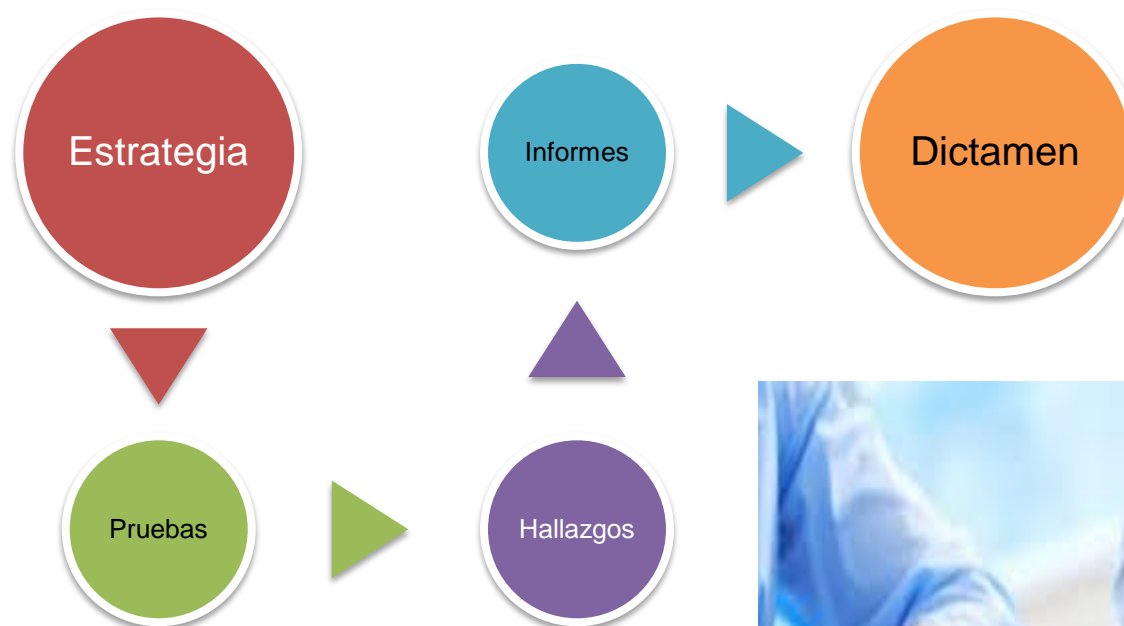 Estrategia
Pruebas
Hallazgos
Informes
Dictamen